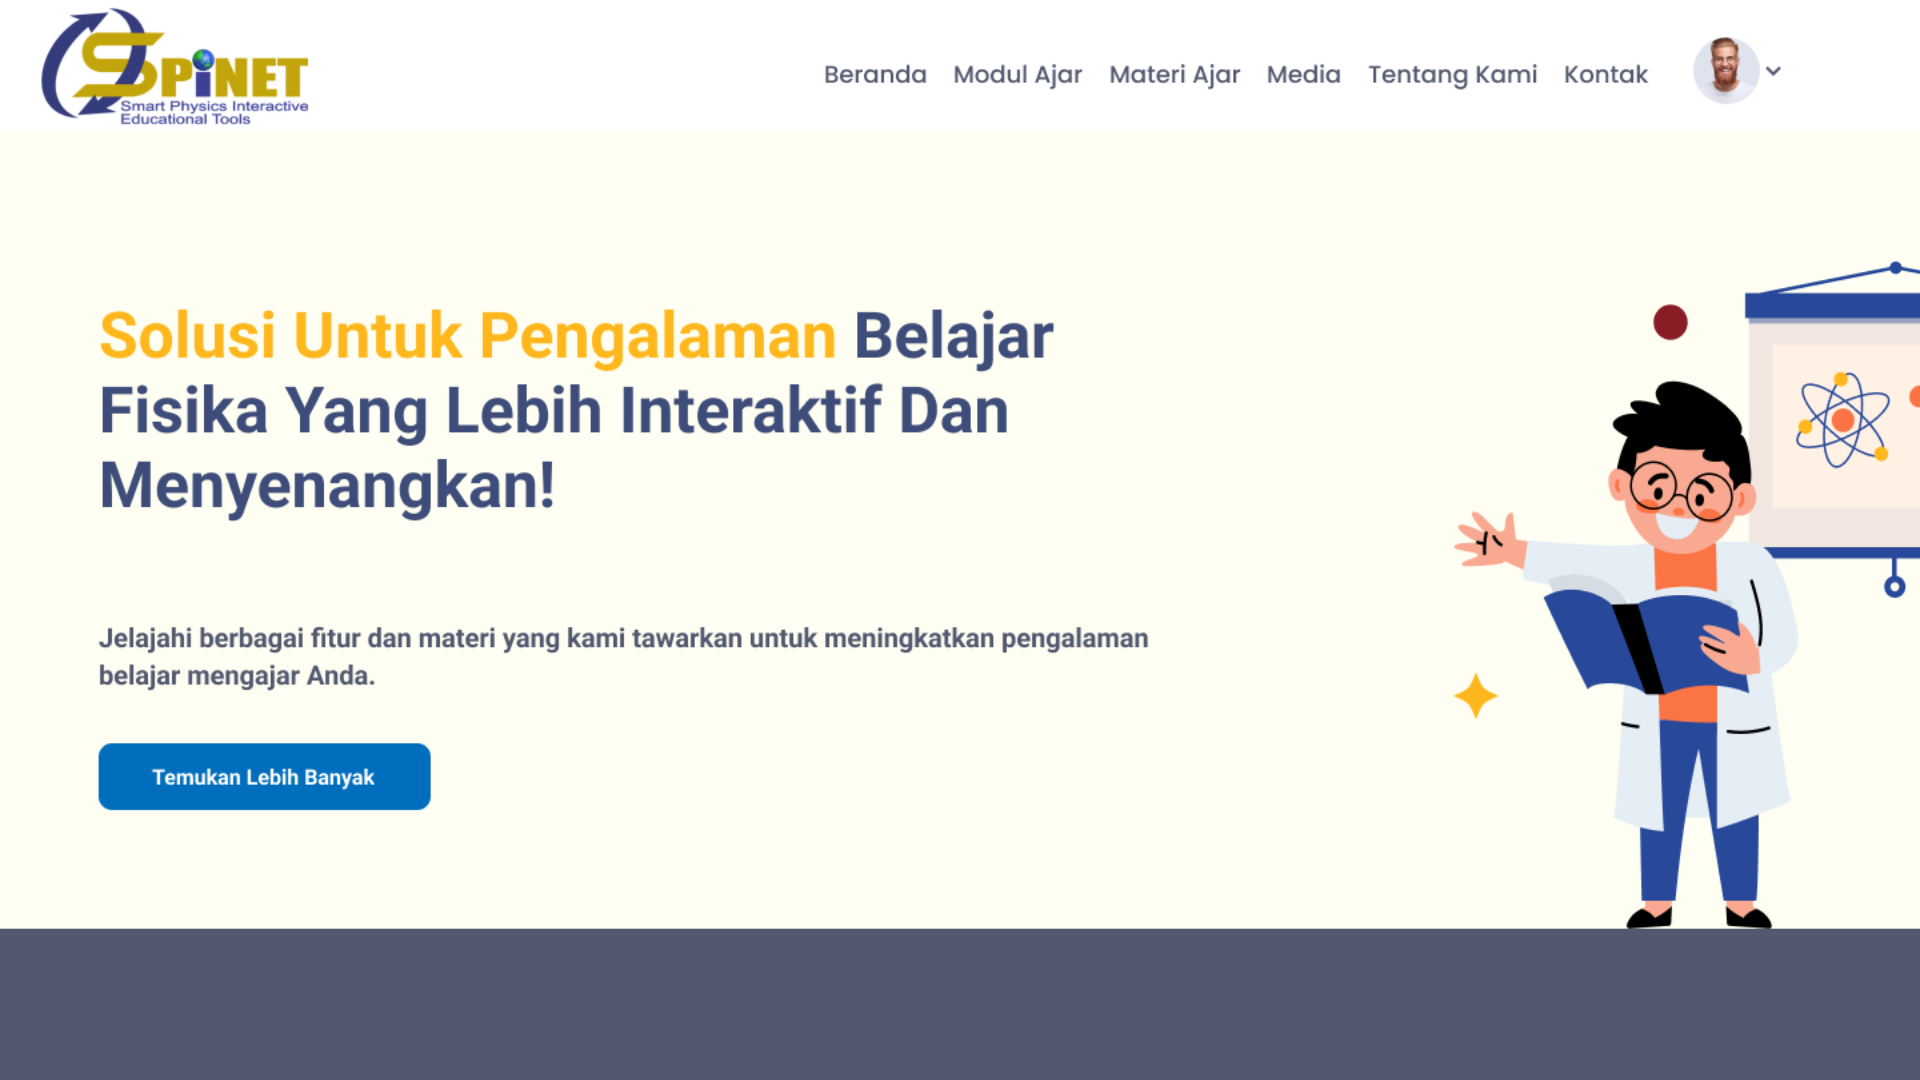 SPiNET
Smart Physics Interactive
Educational Tools
Beranda Modul Ajar Materi Ajar Media Tentang Kami Kontak
Solusi Untuk Pengalaman Belajar
Fisika Yang Lebih Interaktif Dan
Menyenangkan!
Jelajahi berbagai fitur dan materi yang kami tawarkan untuk meningkatkan pengalaman
belajar mengajar Anda.
Temukan Lebih Banyak